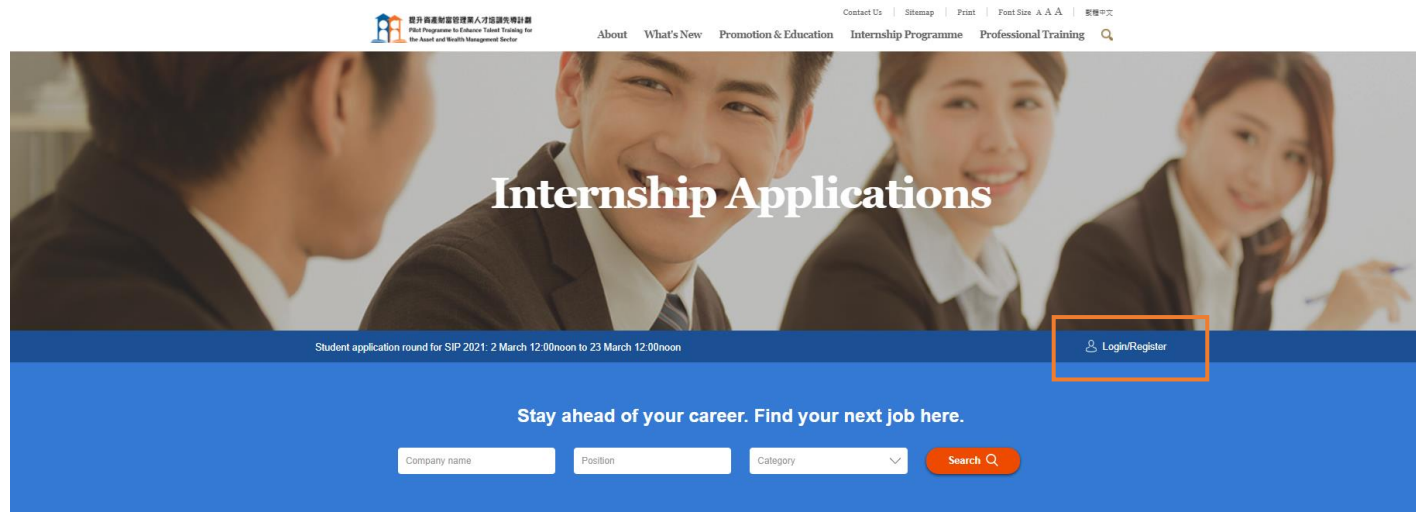 Contact Us | Sitemap | Print | Font Size A A A | 繁體中文
提升資產財富管理業人才培訓先導計劃
Pilot Programme to Enhance Talent Training for
the Asset and Wealth Management Sector
About What's New Promotion & Education Internship Programme Professional Training
Internship Applications
Student application round for SIP 2021: 2 March 12:00noon to 23 March 12:00noon
Login/Register
Stay ahead of your career. Find your next job here.
Company name Position Category Search